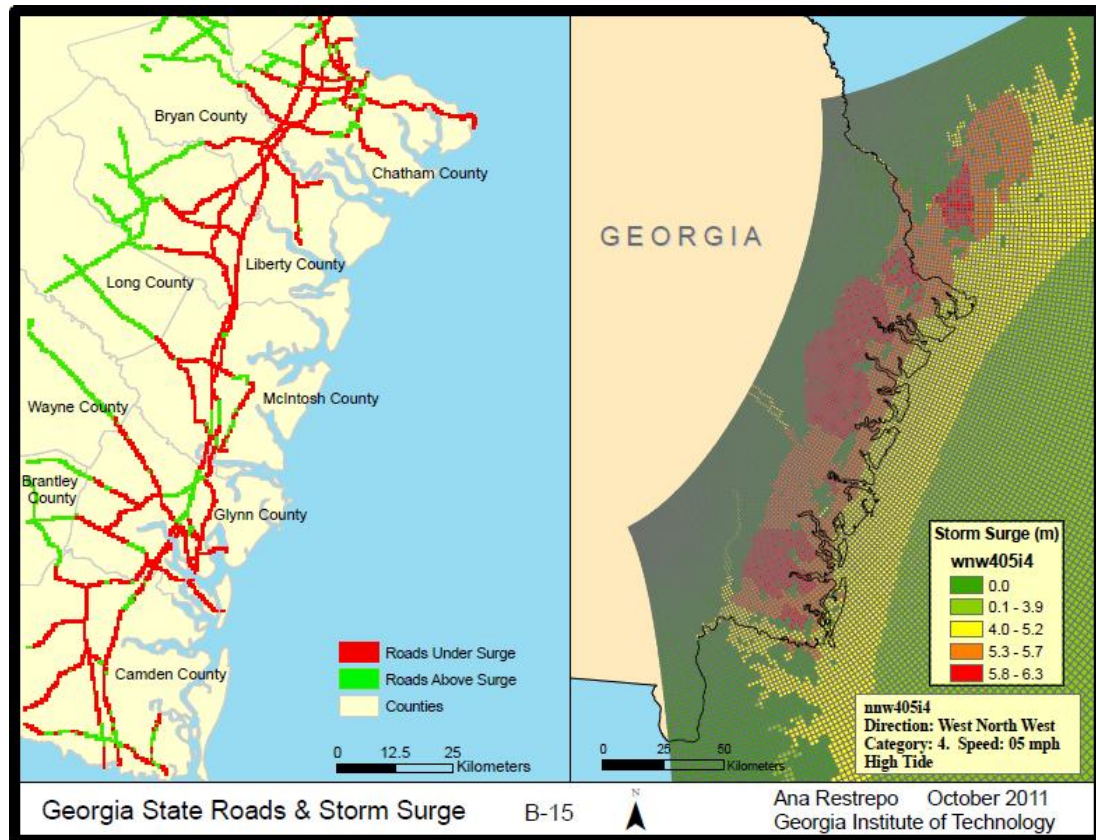 Bryan County
Chatham County
Liberty County
Long County
McIntosh County
Wayne County
Brantley
County
Glynn County
Camden County
Roads Under Surge
Roads Above Surge
Counties
0 12.5 25
Kilometers
GEORGIA
Storm Surge (m)
wnw405i4
0.0
0.1 - 3.9
4.0 - 5.2
5.3 - 5.7
5.8 - 6.3
nnw405i4
Direction: West North West
Category: 4. Speed: 05 mph
High Tide
0 25 50
Kilometers
Georgia State Roads & Storm Surge
B-15
N
Ana Restrepo October 2011
Georgia Institute of Technology